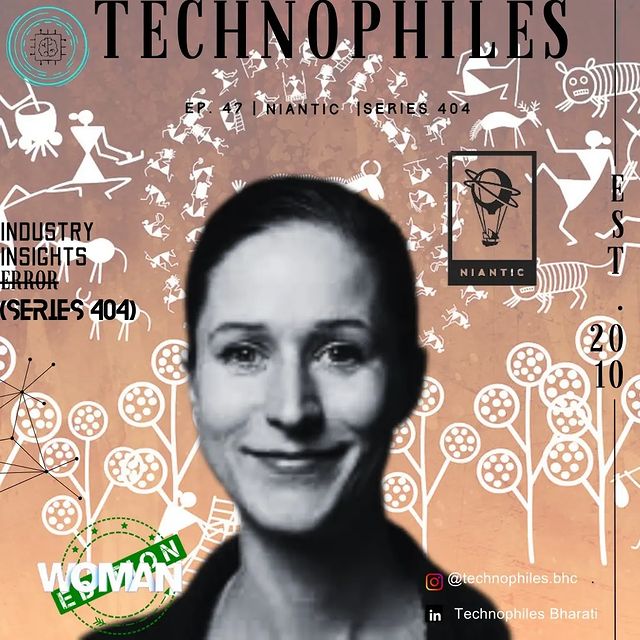 TECHNOPHILES
EP. 47 | NIANTIC |SERIES 404
NIANTIC
EST. 2010
INDUSTRY
INSIGHTS
ERROR
(SERIES 404)
WOMAN
EDITION
@technophiles.bhc
in Technophiles Bharati